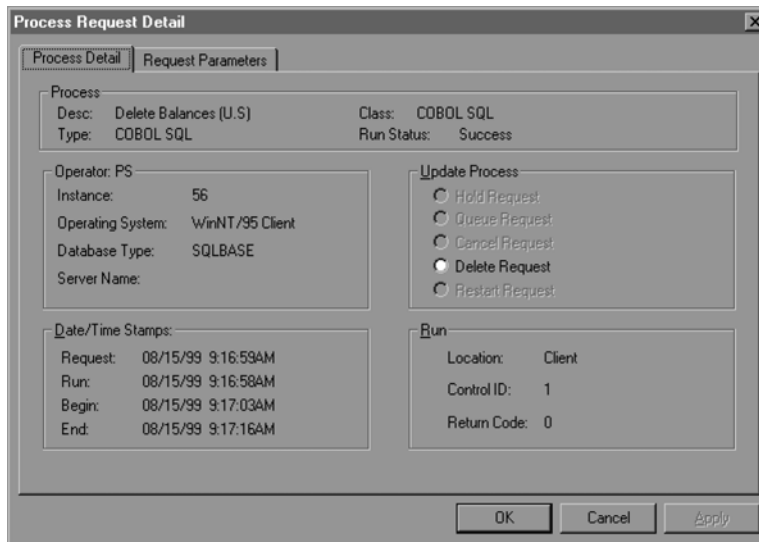 Process Request Detail
Process Detail
Request Parameters
Process
Desc: Delete Balances (U.S) Class: COBOL SQL
Type: COBOL SQL Run Status: Success
Operator: PS
Instance: 56
Operating System: WinNT/95 Client
Database Type: SQLBASE
Server Name:
Update Process
Hold Request
Queue Request
Cancel Request
Delete Request
Restart Request
Date/Time Stamps:
Request: 08/15/99 9:16:59AM
Run: 08/15/99 9:16:58AM
Begin: 08/15/99 9:17:03AM
End: 08/15/99 9:17:16AM
Run
Location: Client
Control ID: 1
Return Code: 0
OK
Cancel
Apply